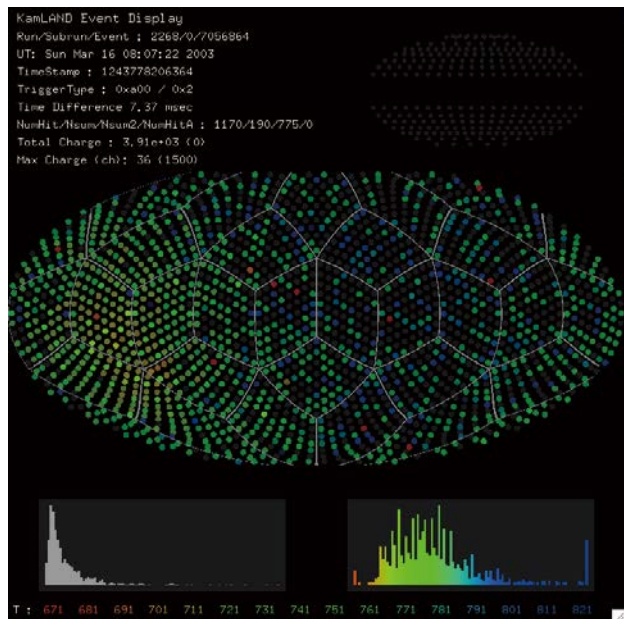 KamLAND Event Display
Run/Subrun/Event : 2268/0/7056864
UT: Sun Mar 16 08:07:22 2003
TimeStamp : 1243778206364
TriggerType : 0xa00 / 0x2
Time Difference 7.37 msec
NumHit/Nsum/Nsum2/NumHitA : 1170/190/775/0
Total Charge : 3.91e+03 (0)
Max Charge (ch): 36 (1500)
T : 671 681 691 701 711 721 731 741 751 761 771 781 791 801 811 821